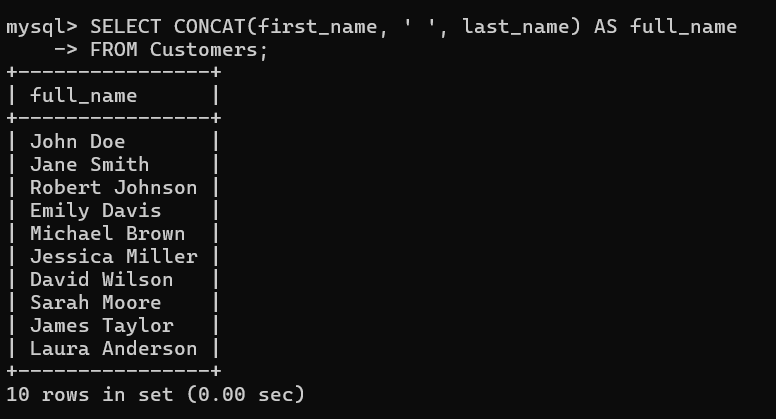 mysql> SELECT CONCAT(first_name, ' ', last_name) AS full_name
    -> FROM Customers;
+----------------+
| full_name      |
+----------------+
| John Doe       |
| Jane Smith     |
| Robert Johnson |
| Emily Davis    |
| Michael Brown  |
| Jessica Miller |
| David Wilson   |
| Sarah Moore    |
| James Taylor   |
| Laura Anderson |
+----------------+
10 rows in set (0.00 sec)